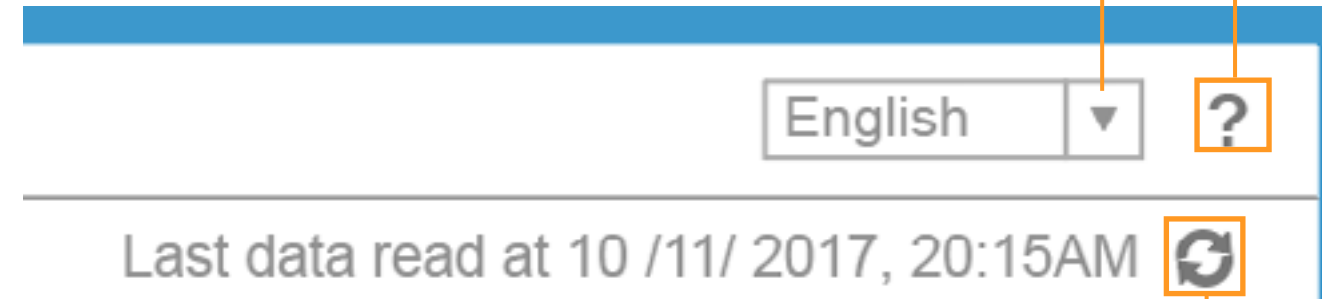 English ▼ ?
Last data read at 10 /11/ 2017, 20:15AM